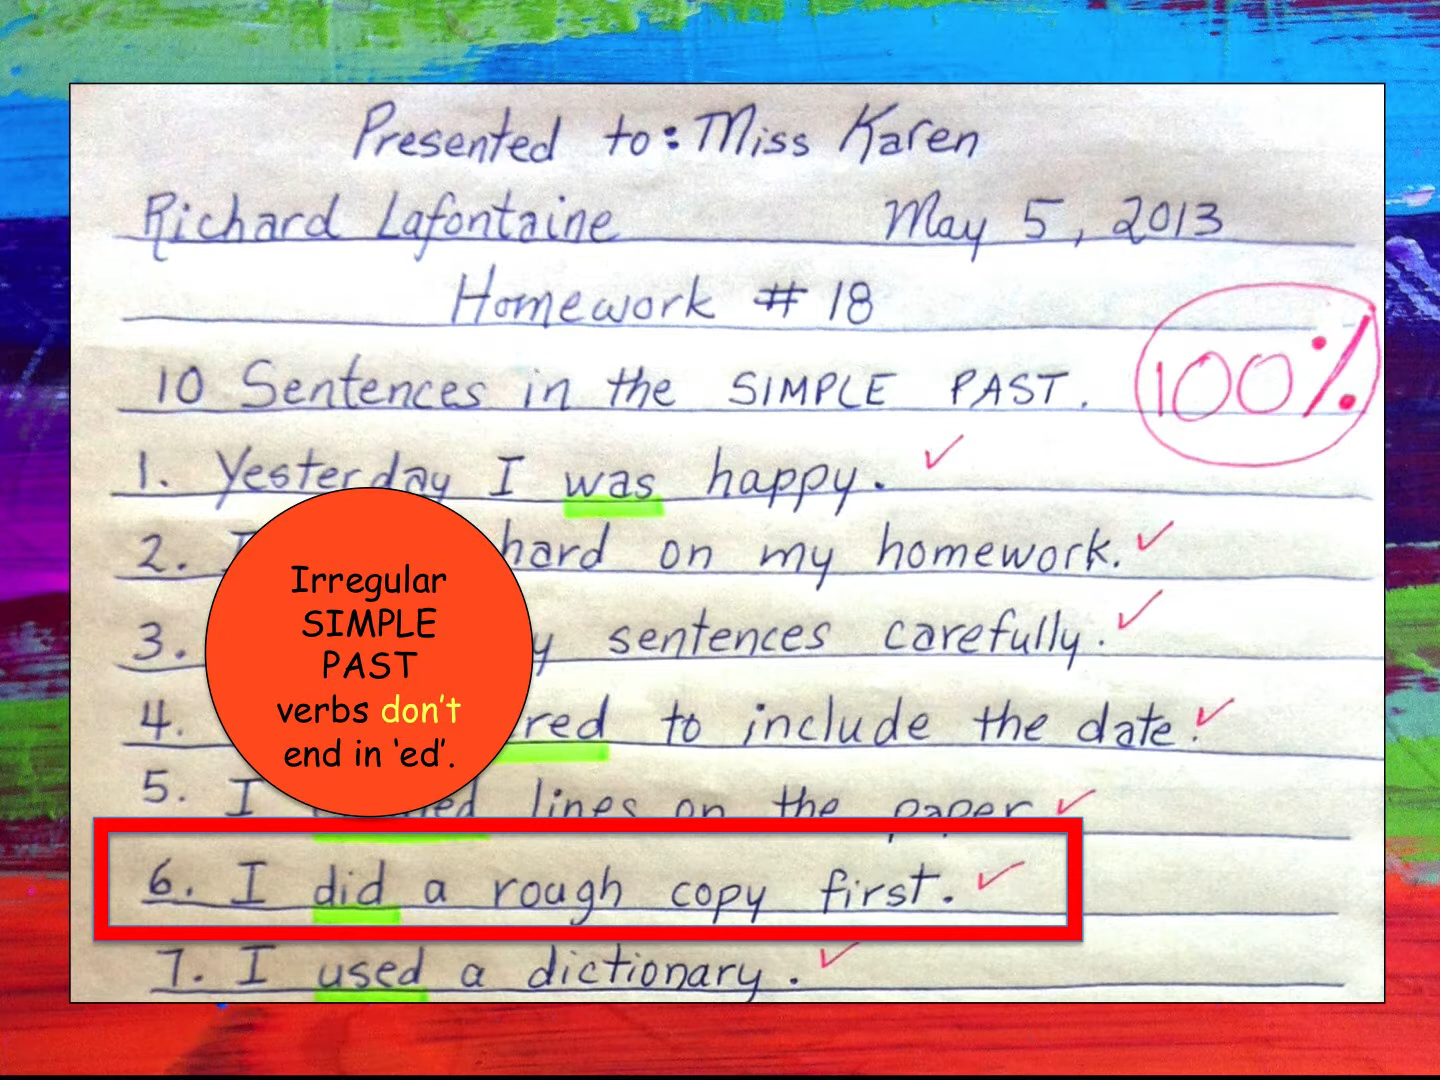 Presented to: Miss Karen
Richard Lafontaine May 5, 2013
Homework # 18
10 Sentences in the SIMPLE PAST.
100%
1. Yesterday I was happy.
2. I hard on my homework.
3. sentences carefully.
4. to include the date.
5. I lines on the paper
6. I did a rough copy first.
7. I used a dictionary.
Irregular
SIMPLE
PAST
verbs don't
end in 'ed'.